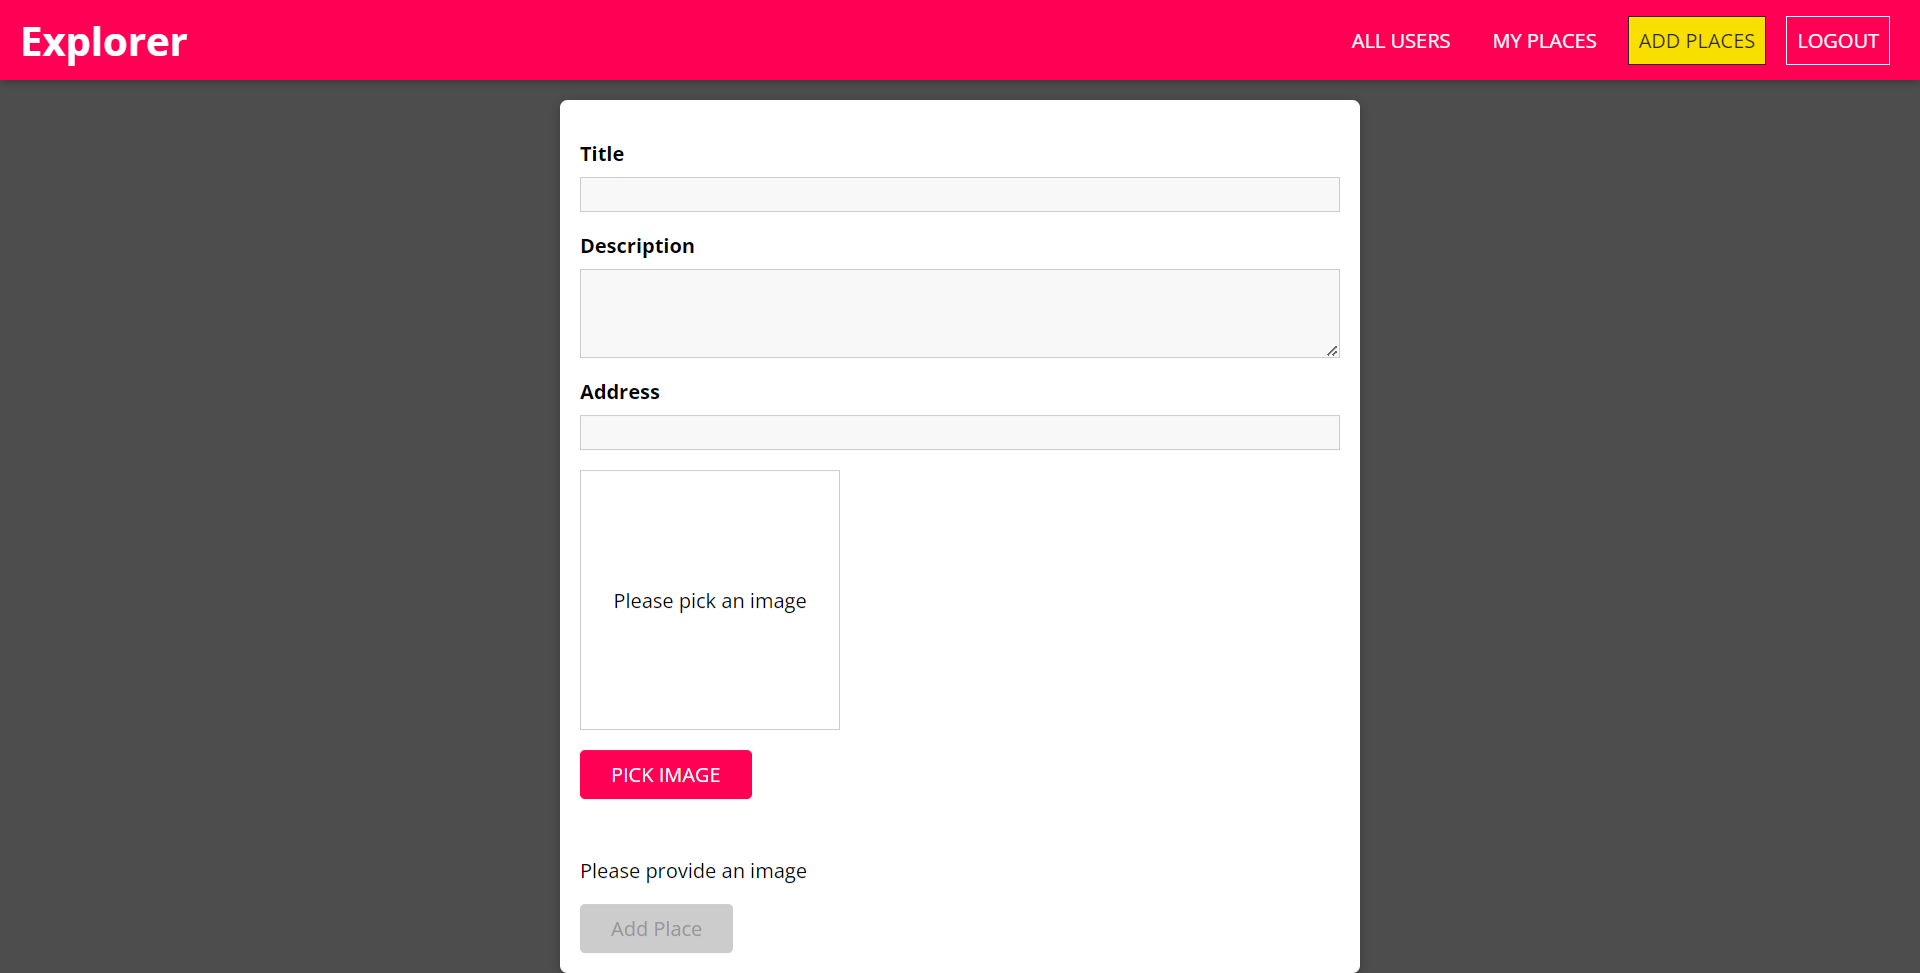 Explorer
ALL USERS
MY PLACES
ADD PLACES
LOGOUT
Title
Description
Address
Please pick an image
PICK IMAGE
Please provide an image
Add Place